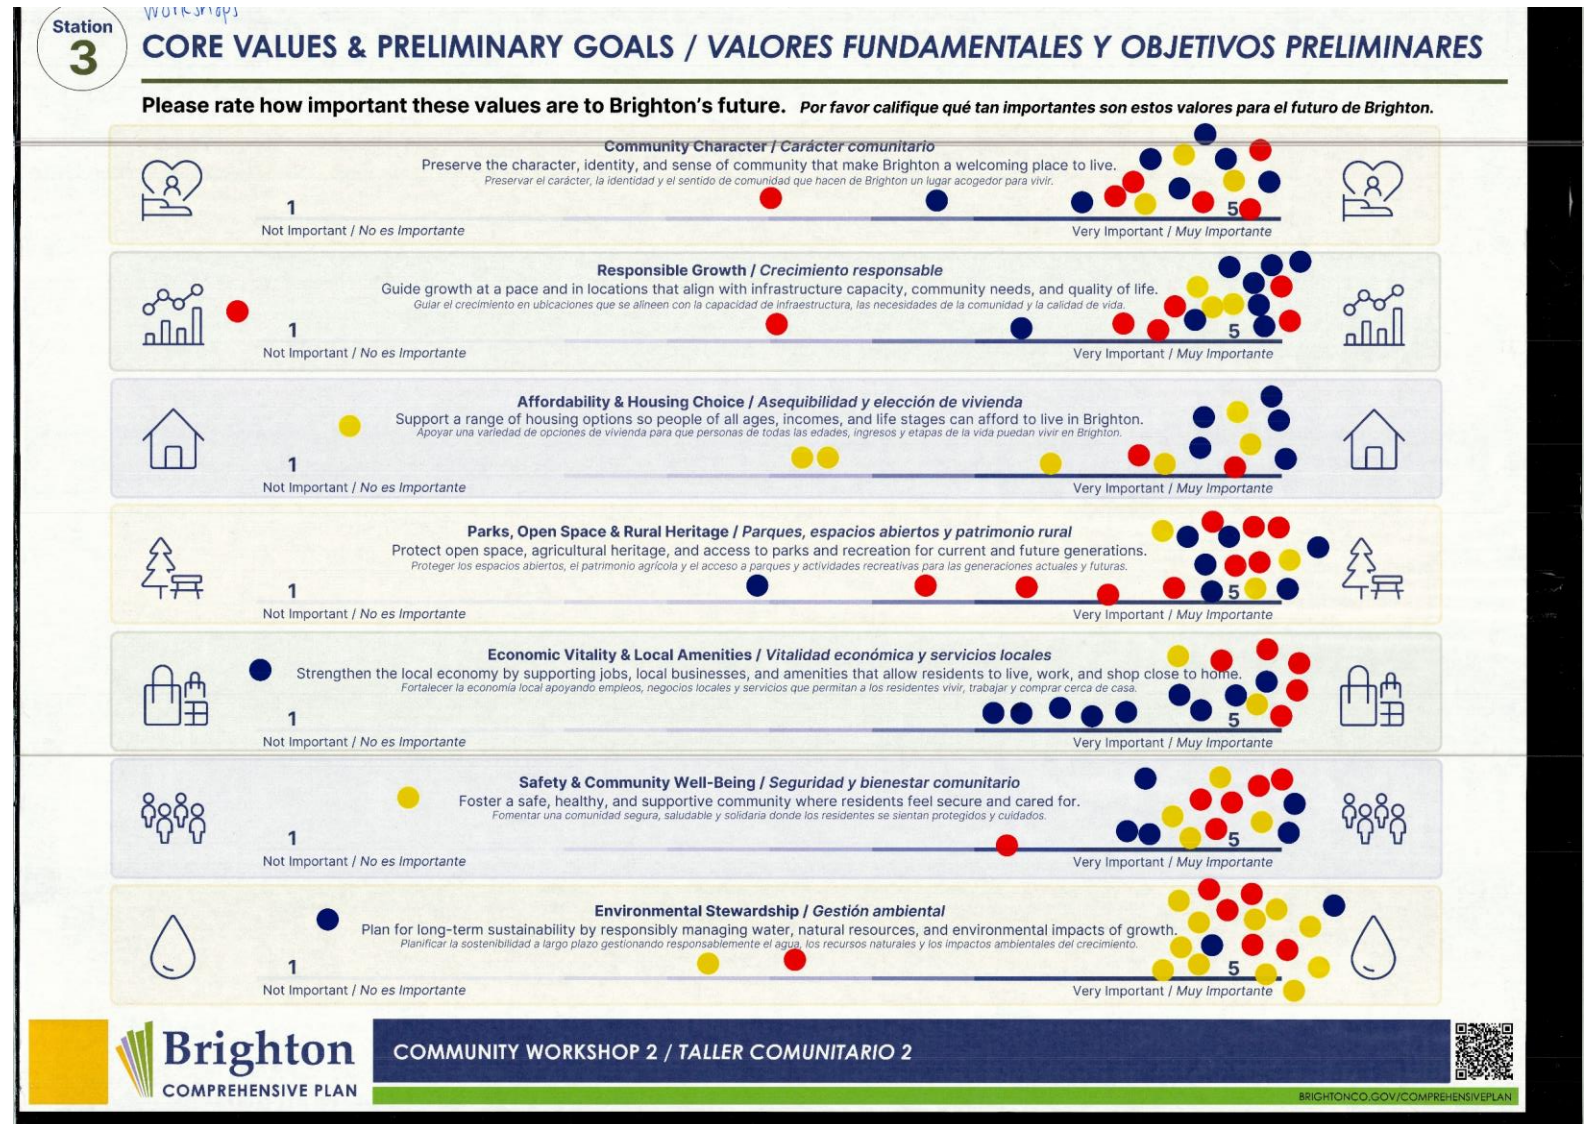 workshops
Station
3
CORE VALUES & PRELIMINARY GOALS / VALORES FUNDAMENTALES Y OBJETIVOS PRELIMINARES
Please rate how important these values are to Brighton's future. Por favor califique qué tan importantes son estos valores para el futuro de Brighton.
Community Character / Carácter comunitario
Preserve the character, identity, and sense of community that make Brighton a welcoming place to live.
Preservar el carácter, la identidad y el sentido de comunidad que hacen de Brighton un lugar acogedor para vivir.
1 5
Not Important / No es Importante Very Important / Muy Importante
Responsible Growth / Crecimiento responsable
Guide growth at a pace and in locations that align with infrastructure capacity, community needs, and quality of life.
Guiar el crecimiento en ubicaciones que se alineen con la capacidad de infraestructura, las necesidades de la comunidad y la calidad de vida.
1 5
Not Important / No es Importante Very Important / Muy Importante
Affordability & Housing Choice / Asequibilidad y elección de vivienda
Support a range of housing options so people of all ages, incomes, and life stages can afford to live in Brighton.
Apoyar una variedad de opciones de vivienda para que personas de todas las edades, ingresos y etapas de la vida puedan vivir en Brighton.
1
Not Important / No es Importante Very Important / Muy Importante
Parks, Open Space & Rural Heritage / Parques, espacios abiertos y patrimonio rural
Protect open space, agricultural heritage, and access to parks and recreation for current and future generations.
Proteger los espacios abiertos, el patrimonio agrícola y el acceso a parques y actividades recreativas para las generaciones actuales y futuras.
1 5
Not Important / No es Importante Very Important / Muy Importante
Economic Vitality & Local Amenities / Vitalidad económica y servicios locales
Strengthen the local economy by supporting jobs, local businesses, and amenities that allow residents to live, work, and shop close to home.
Fortalecer la economía local apoyando empleos, negocios locales y servicios que permitan a los residentes vivir, trabajar y comprar cerca de casa.
1 5
Not Important / No es Importante Very Important / Muy Importante
Safety & Community Well-Being / Seguridad y bienestar comunitario
Foster a safe, healthy, and supportive community where residents feel secure and cared for.
Fomentar una comunidad segura, saludable y solidaria donde los residentes se sientan protegidos y cuidados.
1 5
Not Important / No es Importante Very Important / Muy Importante
Environmental Stewardship / Gestión ambiental
Plan for long-term sustainability by responsibly managing water, natural resources, and environmental impacts of growth.
Planificar la sostenibilidad a largo plazo gestionando responsablemente el agua, los recursos naturales y los impactos ambientales del crecimiento.
1 5
Not Important / No es Importante Very Important / Muy Importante
Brighton
COMPREHENSIVE PLAN
COMMUNITY WORKSHOP 2 / TALLER COMUNITARIO 2
BRIGHTONCO.GOV/COMPREHENSIVEPLAN